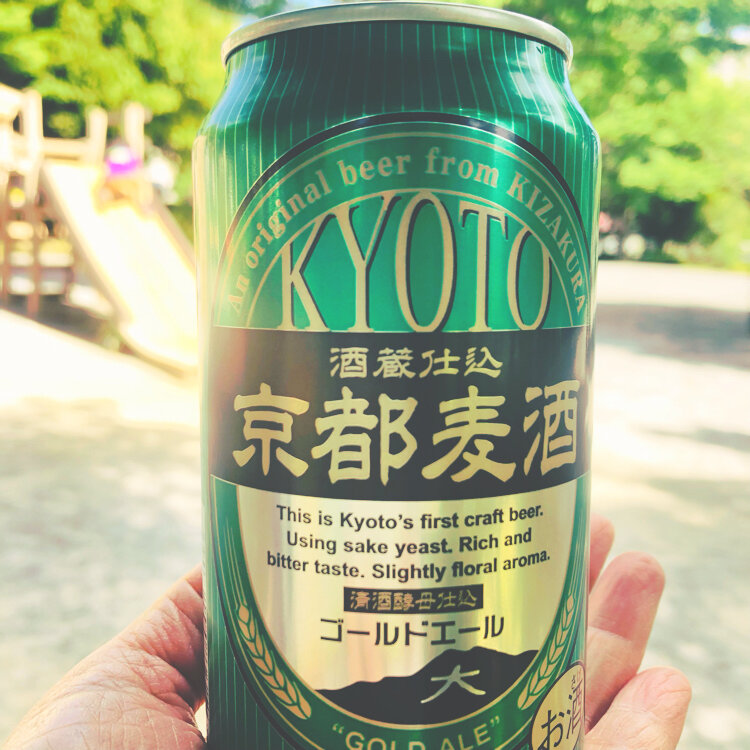 An original beer from KIZAKURA
KYOTO
酒蔵仕込
京都麦酒
This is Kyoto's first craft beer.
Using sake yeast. Rich and
bitter taste. Slightly floral aroma.
清酒酵母仕込
ゴールドエール
大
"GOLD ALE"
お酒